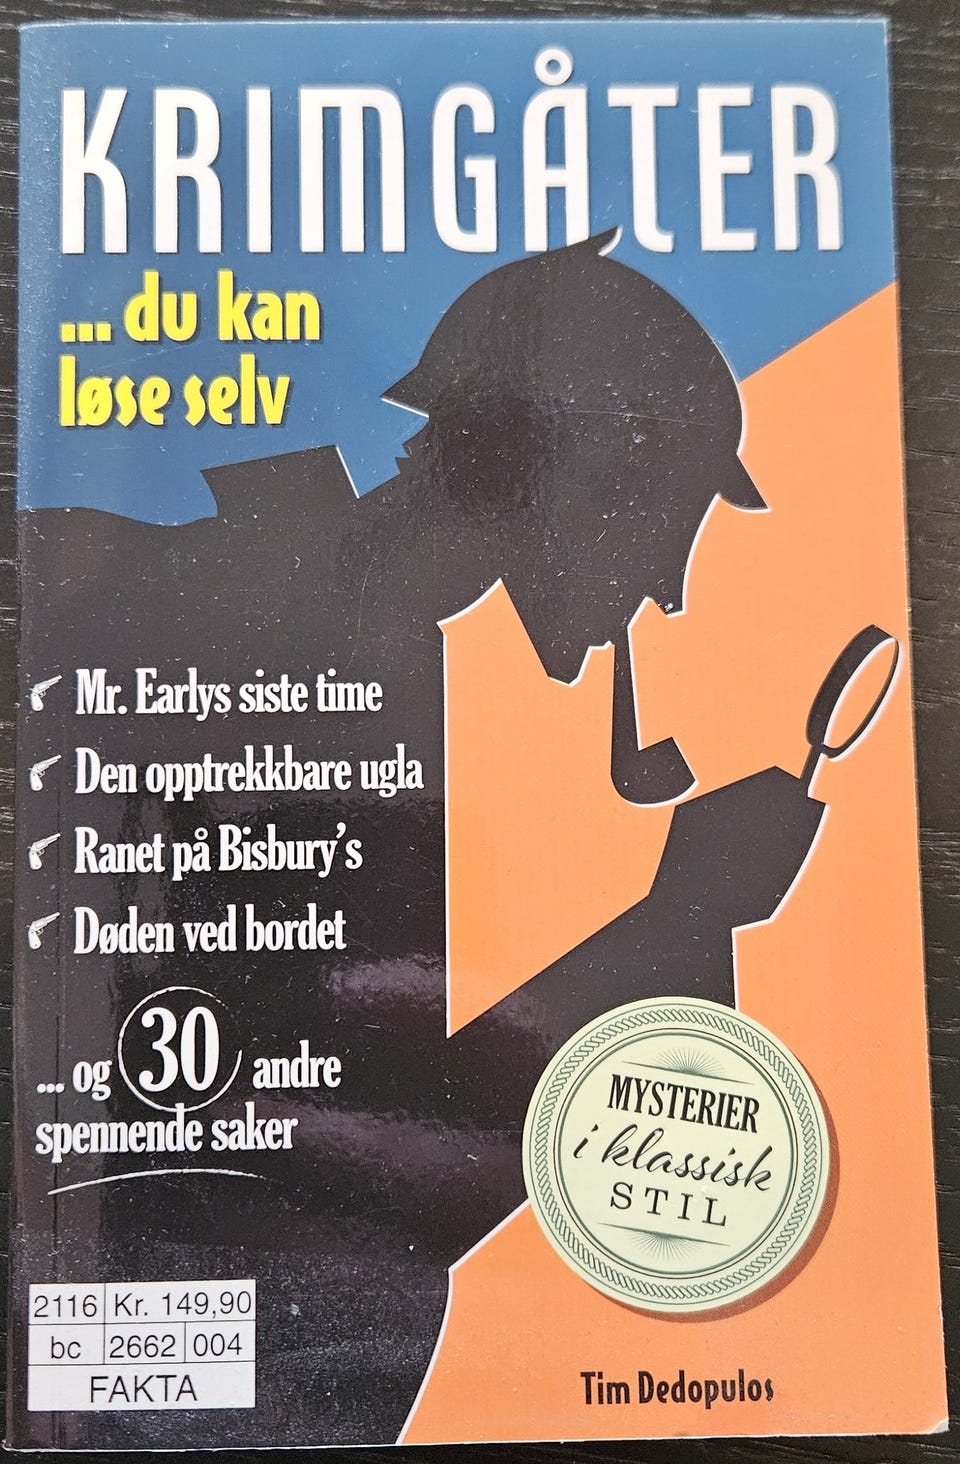 KRIMGÅTER
... du kan
løse selv
Mr. Earlys siste time
Den opptrekkbare ugla
Ranet på Bisbury's
Døden ved bordet
... og 30 andre
spennende saker
MYSTERIER
i klassisk
STIL
2116 Kr. 149,90
bc 2662 004
FAKTA
Tim Dedopulos